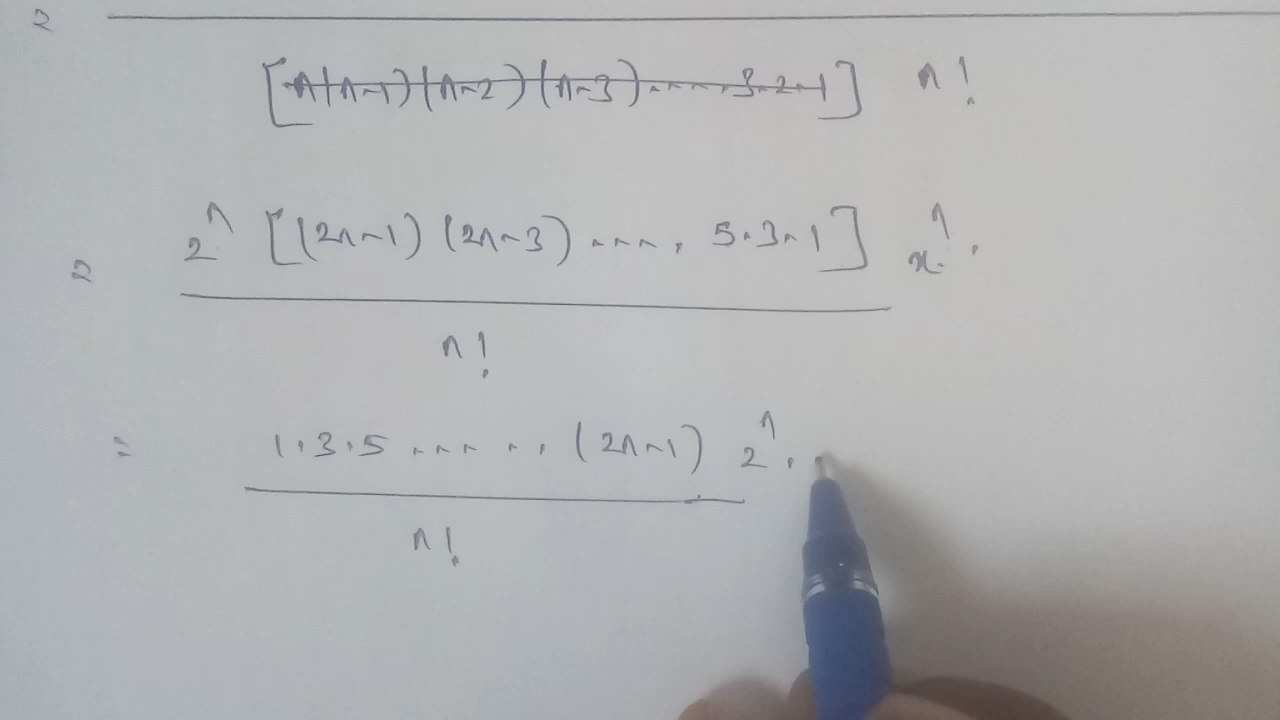 =
[n(n-1)(n-2)(n-3).....3.2.1] n!
= 2^n [(2n-1)(2n-3)....5.3.1] x^n.
n!
= 1.3.5......(2n-1) 2^n.
n!